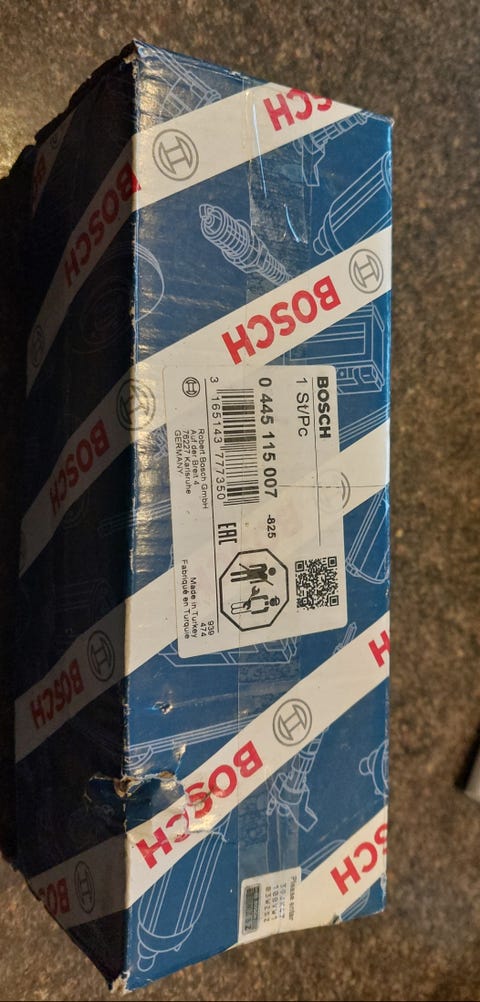 BOSCH
1 St/Pc
0 445 115 007
-825
3 165143 777350
Robert Bosch GmbH
Auf der Breit 4
76227 Karlsruhe
GERMANY
EAC
939
474
Made in Turkey
Fabriqué en Turquie
BOSCH
BOSCH
BOSCH
BOSCH
BOSCH
BOSCH
BOSCH
Please enter